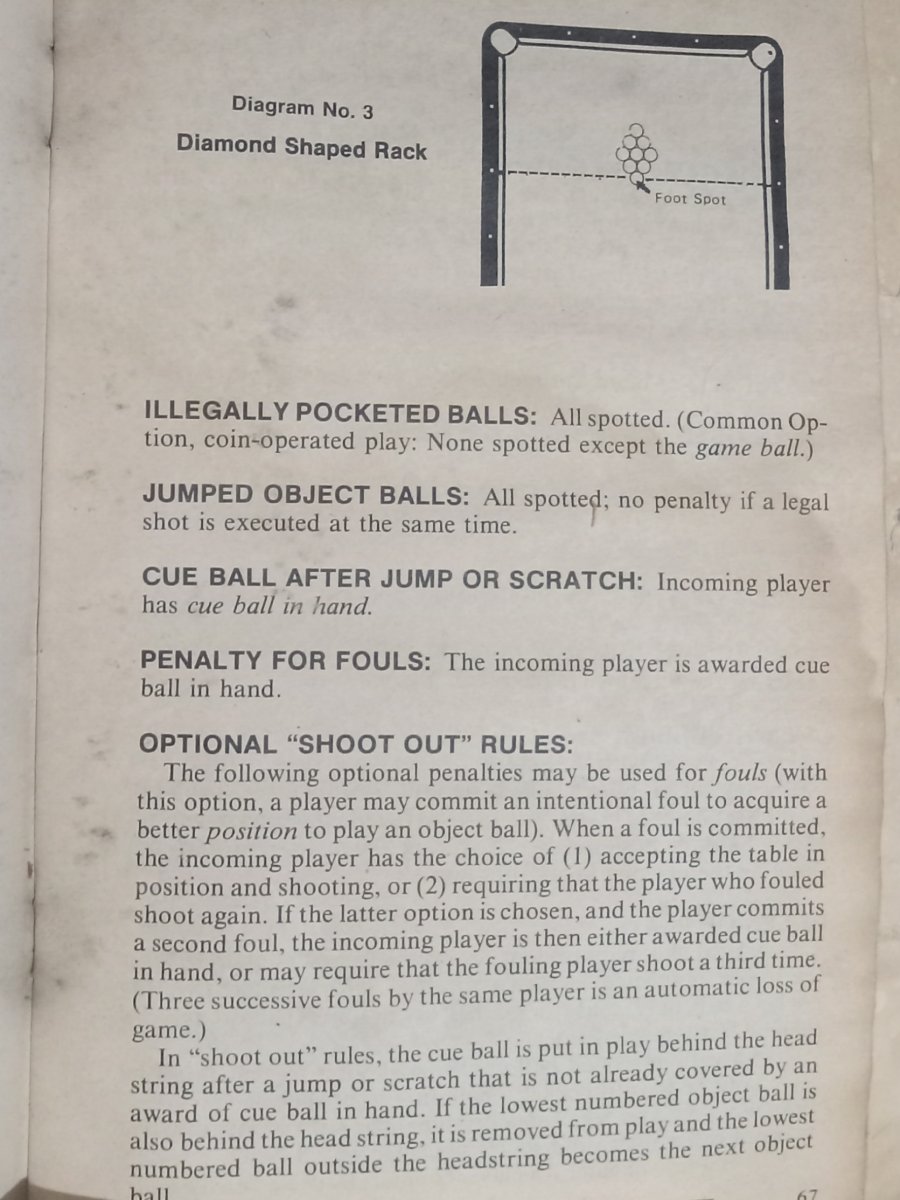 Diagram No. 3
Diamond Shaped Rack
Foot Spot
ILLEGALLY POCKETED BALLS: All spotted. (Common Op-
tion, coin-operated play: None spotted except the game ball.)
JUMPED OBJECT BALLS: All spotted; no penalty if a legal
shot is executed at the same time.
CUE BALL AFTER JUMP OR SCRATCH: Incoming player
has cue ball in hand.
PENALTY FOR FOULS: The incoming player is awarded cue
ball in hand.
OPTIONAL “SHOOT OUT” RULES:
The following optional penalties may be used for fouls (with
this option, a player may commit an intentional foul to acquire a
better position to play an object ball). When a foul is committed,
the incoming player has the choice of (1) accepting the table in
position and shooting, or (2) requiring that the player who fouled
shoot again. If the latter option is chosen, and the player commits
a second foul, the incoming player is then either awarded cue ball
in hand, or may require that the fouling player shoot a third time.
(Three successive fouls by the same player is an automatic loss of
game.)
In “shoot out” rules, the cue ball is put in play behind the head
string after a jump or scratch that is not already covered by an
award of cue ball in hand. If the lowest numbered object ball is
also behind the head string, it is removed from play and the lowest
numbered ball outside the headstring becomes the next object
ball
67